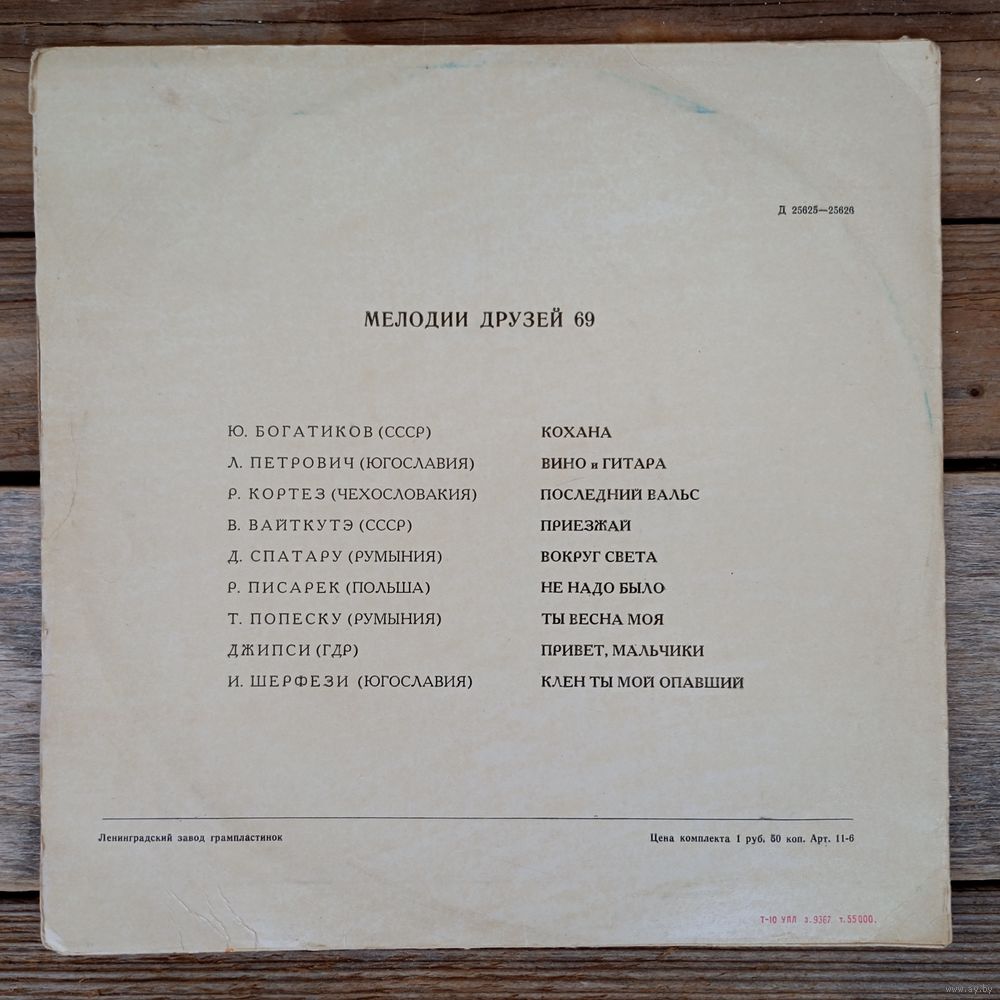 Д 25625—25626
МЕЛОДИИ ДРУЗЕЙ 69
Ю. БОГАТИКОВ (СССР) КОХАНА
Л. ПЕТРОВИЧ (ЮГОСЛАВИЯ) ВИНО и ГИТАРА
Р. КОРТЕЗ (ЧЕХОСЛОВАКИЯ) ПОСЛЕДНИЙ ВАЛЬС
В. ВАЙТКУТЭ (СССР) ПРИЕЗЖАЙ
Д. СПАТАРУ (РУМЫНИЯ) ВОКРУГ СВЕТА
Р. ПИСАРЕК (ПОЛЬША) НЕ НАДО БЫЛО
Т. ПОПЕСКУ (РУМЫНИЯ) ТЫ ВЕСНА МОЯ
ДЖИПСИ (ГДР) ПРИВЕТ, МАЛЬЧИКИ
И. ШЕРФЕЗИ (ЮГОСЛАВИЯ) КЛЕН ТЫ МОЙ ОПАВШИЙ
Ленинградский завод грампластинок Цена комплекта 1 руб. 50 коп. Арт. 11-6
Т-10 УПЛ з. 9367 т. 55000.
www.ay.by